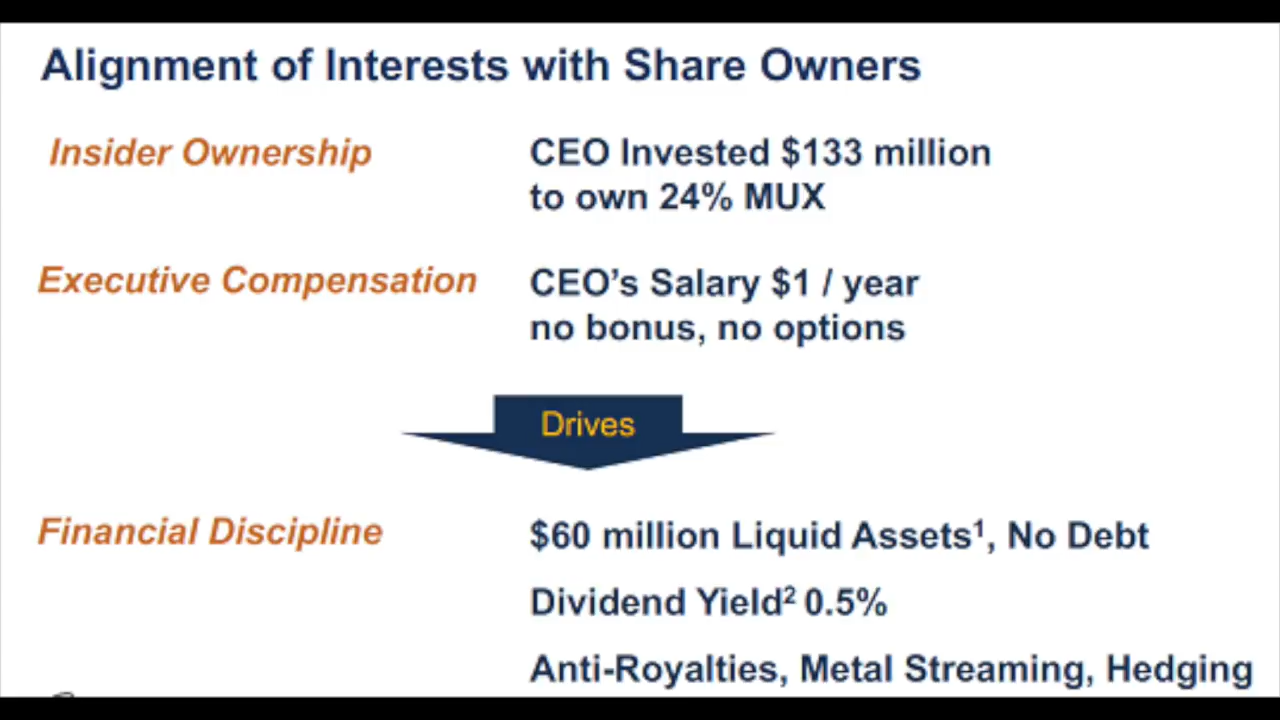 Alignment of Interests with Share Owners
Insider Ownership
CEO Invested $133 million
to own 24% MUX
Executive Compensation
CEO’s Salary $1 / year
no bonus, no options
Drives
Financial Discipline
$60 million Liquid Assets¹, No Debt
Dividend Yield² 0.5%
Anti-Royalties, Metal Streaming, Hedging